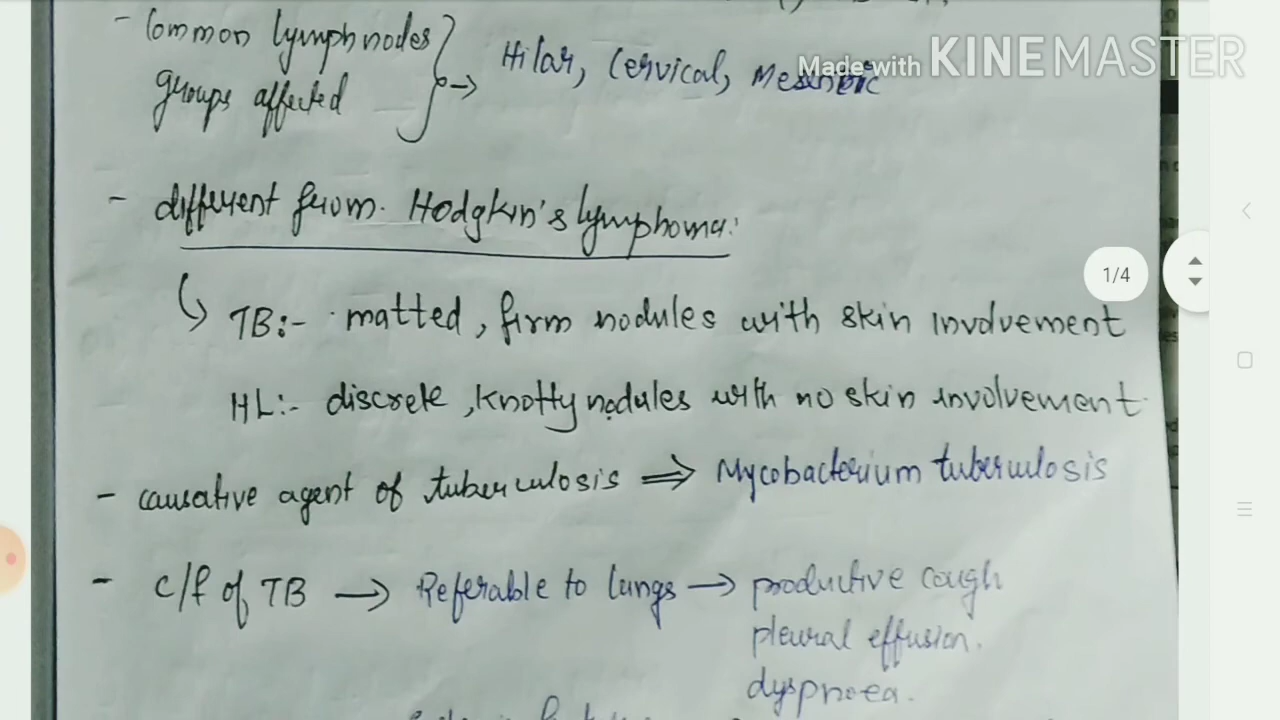 - Common lymph nodes
groups affected } → Hilar, Cervical, Mesenteric
Made with KINEMASTER
- different from. Hodgkin's lymphoma:
↳ TB:- matted, firm nodules with skin involvement
HL:- discrete, Knotty nodules with no skin involvement.
- causative agent of tuberculosis ⟹ Mycobacterium tuberculosis
- C/f of TB → Referable to lungs → productive cough
pleural effusion.
dyspnoea.
1/4